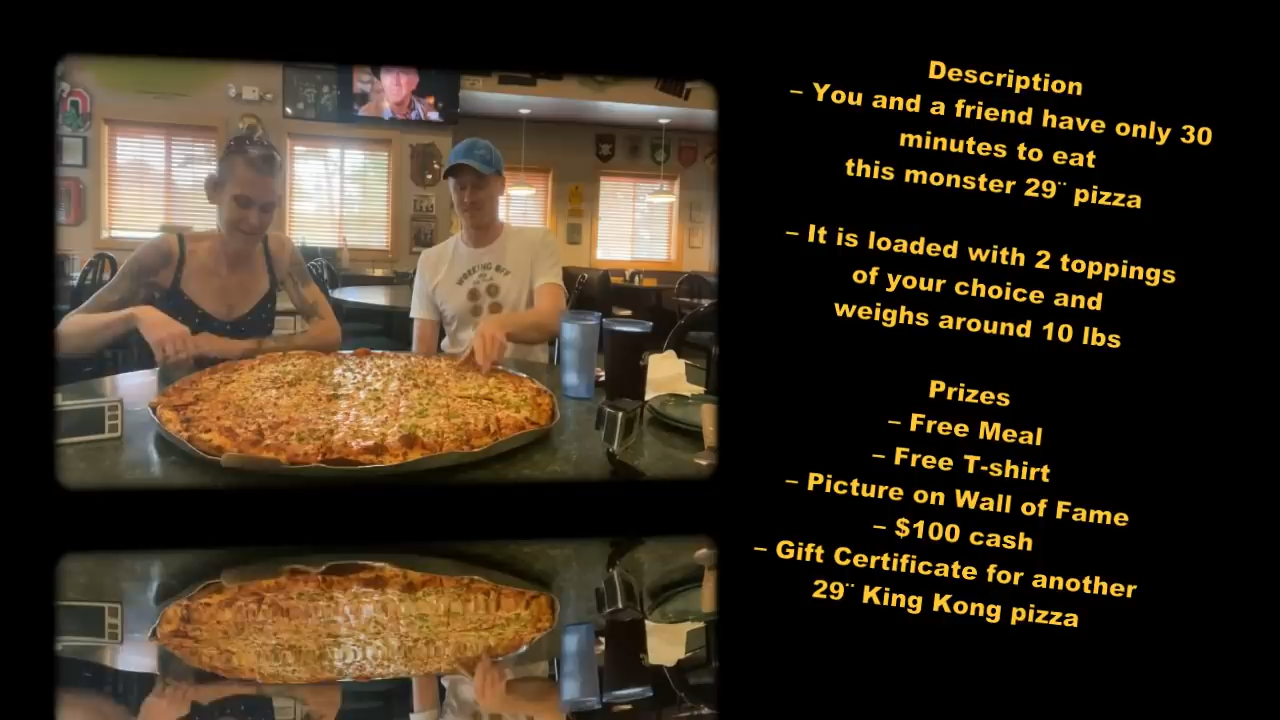 Description
– You and a friend have only 30
minutes to eat
this monster 29¨ pizza
– It is loaded with 2 toppings
of your choice and
weighs around 10 lbs
Prizes
– Free Meal
– Free T-shirt
– Picture on Wall of Fame
– $100 cash
– Gift Certificate for another
29¨ King Kong pizza
WORKING OFF